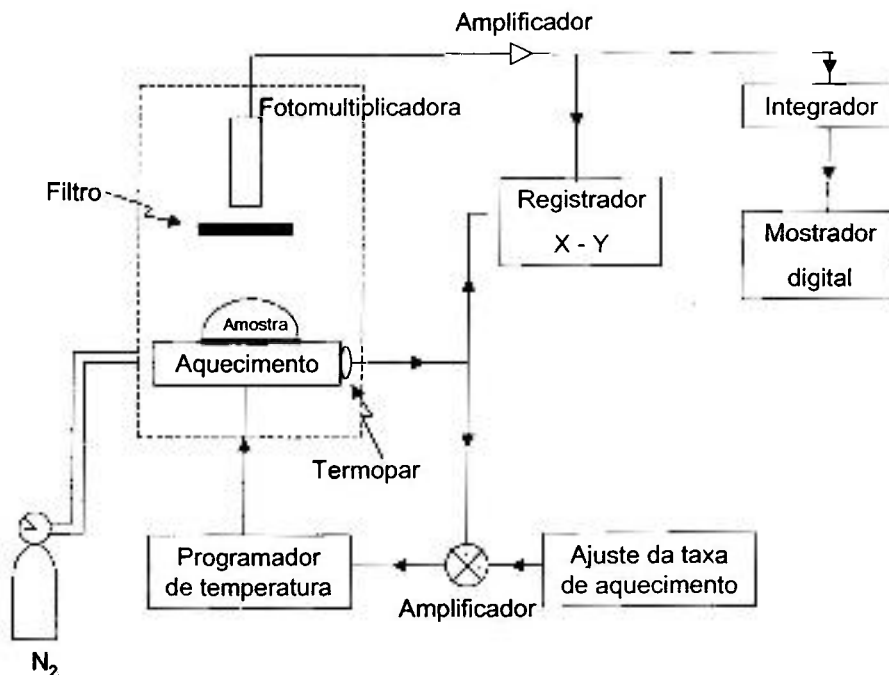 Amplificador
Fotomultiplicadora
Integrador
Filtro
Registrador
X - Y
Mostrador
digital
Amostra
Aquecimento
Termopar
Programador
de temperatura
Ajuste da taxa
de aquecimento
Amplificador
N₂